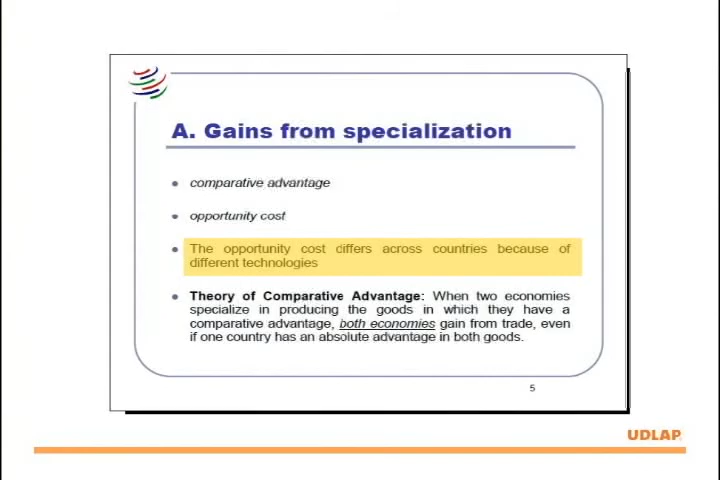 A. Gains from specialization
comparative advantage
opportunity cost
The opportunity cost differs across countries because of
different technologies
Theory of Comparative Advantage: When two economies
specialize in producing the goods in which they have a
comparative advantage, both economies gain from trade, even
if one country has an absolute advantage in both goods.
5
UDLAP